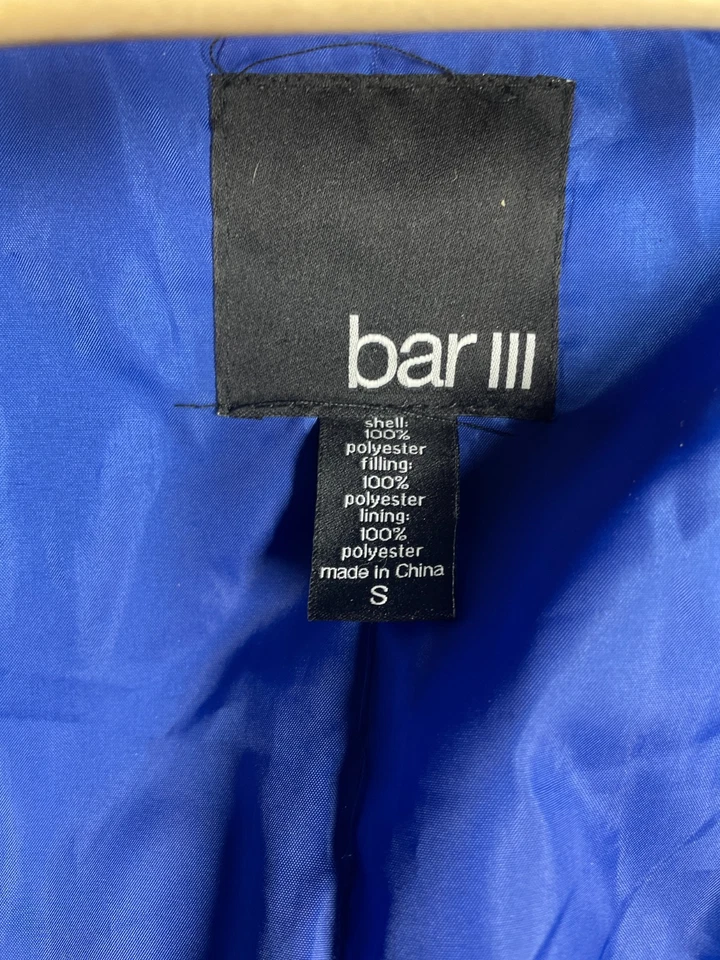 bar III
shell:
100%
polyester
filling:
100%
polyester
lining:
100%
polyester
made in China
S